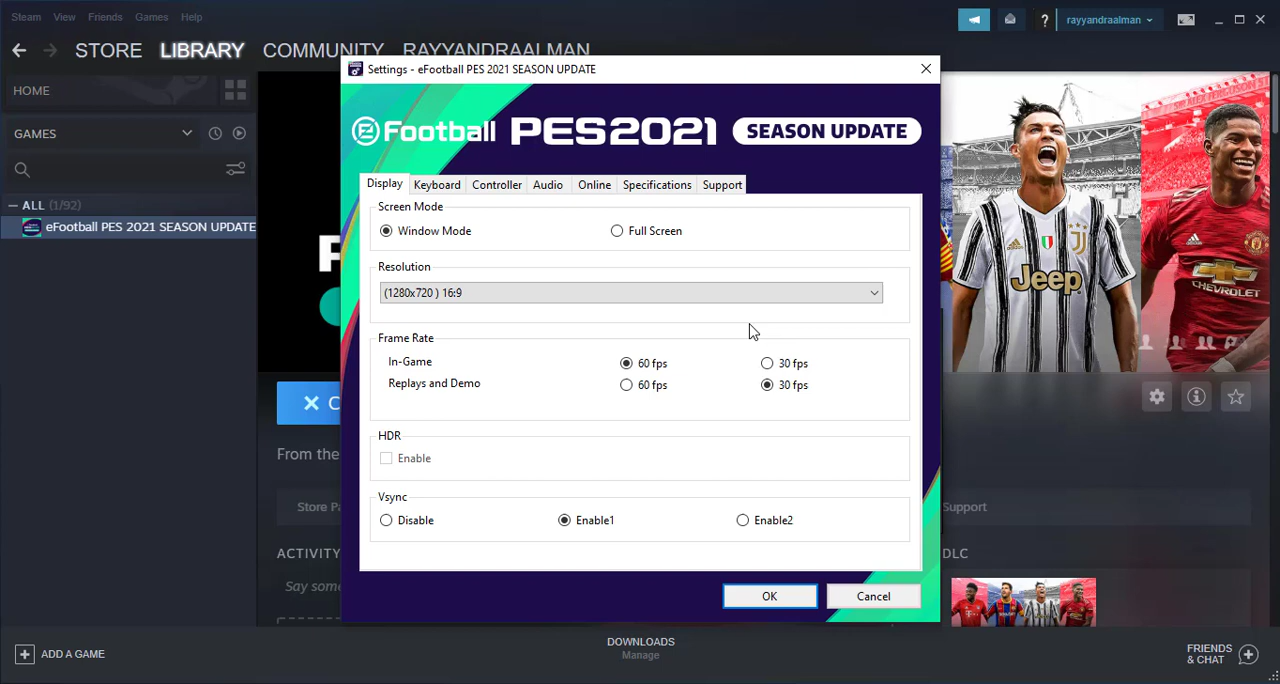 Steam View Friends Games Help
? rayyandraalman
STORE LIBRARY COMMUNITY RAYYANDRAALMAN
Settings - eFootball PES 2021 SEASON UPDATE
HOME
eFootball PES2021 SEASON UPDATE
GAMES
Display Keyboard Controller Audio Online Specifications Support
ALL (1/92)
eFootball PES 2021 SEASON UPDATE
Screen Mode
Window Mode Full Screen
Resolution
(1280x720 ) 16:9
Frame Rate
In-Game 60 fps 30 fps
Replays and Demo 60 fps 30 fps
HDR
Enable
Vsync
Disable Enable1 Enable2
OK Cancel
Jeep
CHEVROLET
From the
Store Pa
Support
ACTIVITY
DLC
Say som
ADD A GAME
DOWNLOADS
Manage
FRIENDS
& CHAT